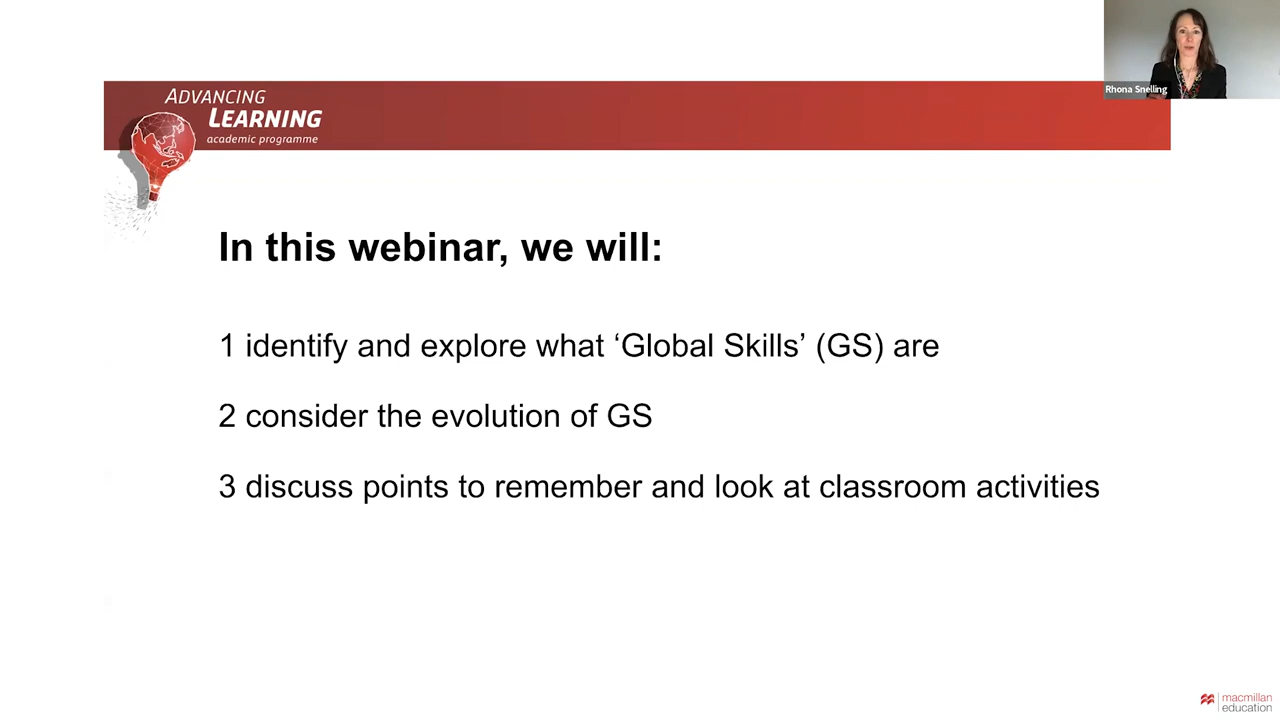 Rhona Snelling
ADVANCING
LEARNING
academic programme
In this webinar, we will:
1 identify and explore what ‘Global Skills’ (GS) are
2 consider the evolution of GS
3 discuss points to remember and look at classroom activities
macmillan
education